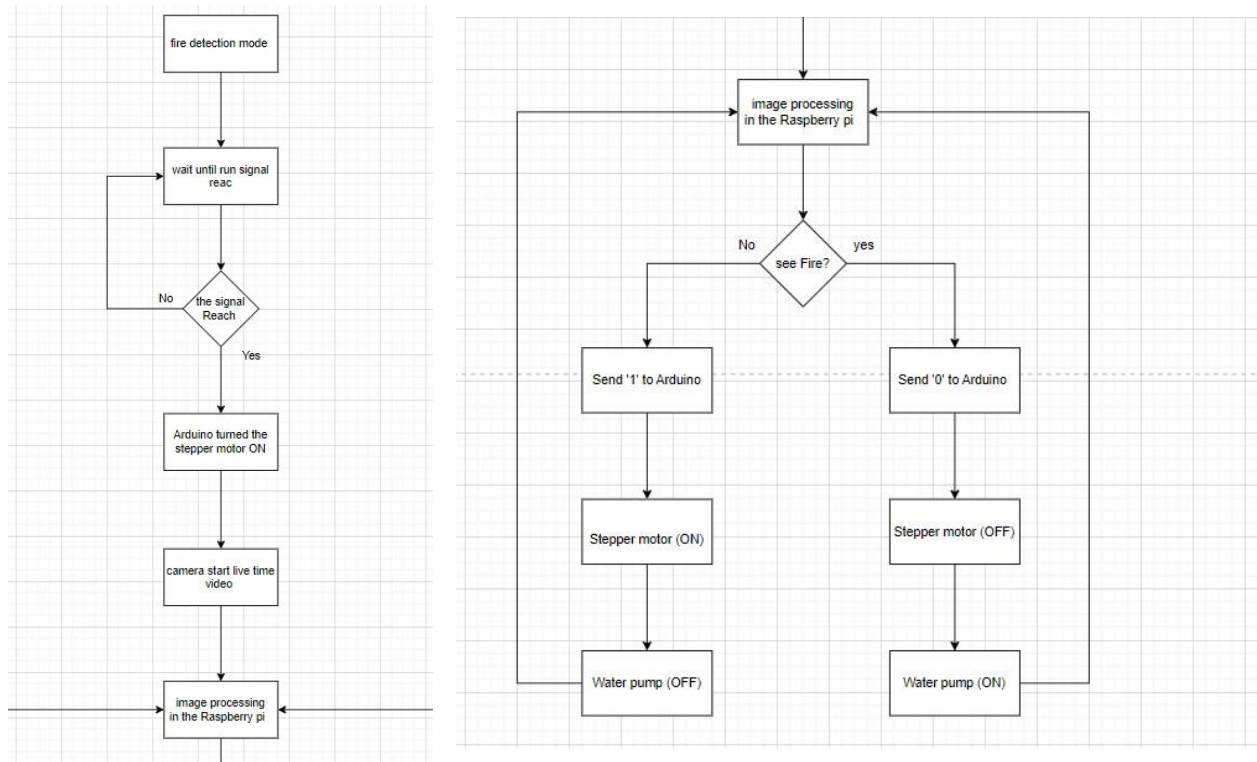 fire detection mode
wait until run signal
reac
No
the signal
Reach
Yes
Arduino turned the
stepper motor ON
camera start live time
video
image processing
in the Raspberry pi
image processing
in the Raspberry pi
No
yes
see Fire?
Send '1' to Arduino
Send '0' to Arduino
Stepper motor (ON)
Stepper motor (OFF)
Water pump (OFF)
Water pump (ON)